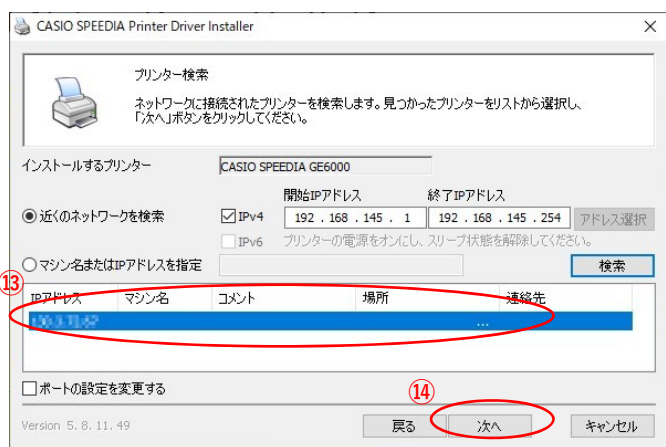 CASIO SPEEDIA Printer Driver Installer
プリンター検索
ネットワークに接続されたプリンターを検索します。見つかったプリンターをリストから選択し、
「次へ」ボタンをクリックしてください。
インストールするプリンター CASIO SPEEDIA GE6000
開始IPアドレス 終了IPアドレス
近くのネットワークを検索 IPv4 192 . 168 . 145 . 1 192 . 168 . 145 . 254 アドレス選択
IPv6 プリンターの電源をオンにし、スリープ状態を解除してください。
マシン名またはIPアドレスを指定 検索
⑬
IPアドレス マシン名 コメント 場所 連絡先
...
ポートの設定を変更する
⑭
Version 5. 8. 11. 49 戻る 次へ キャンセル